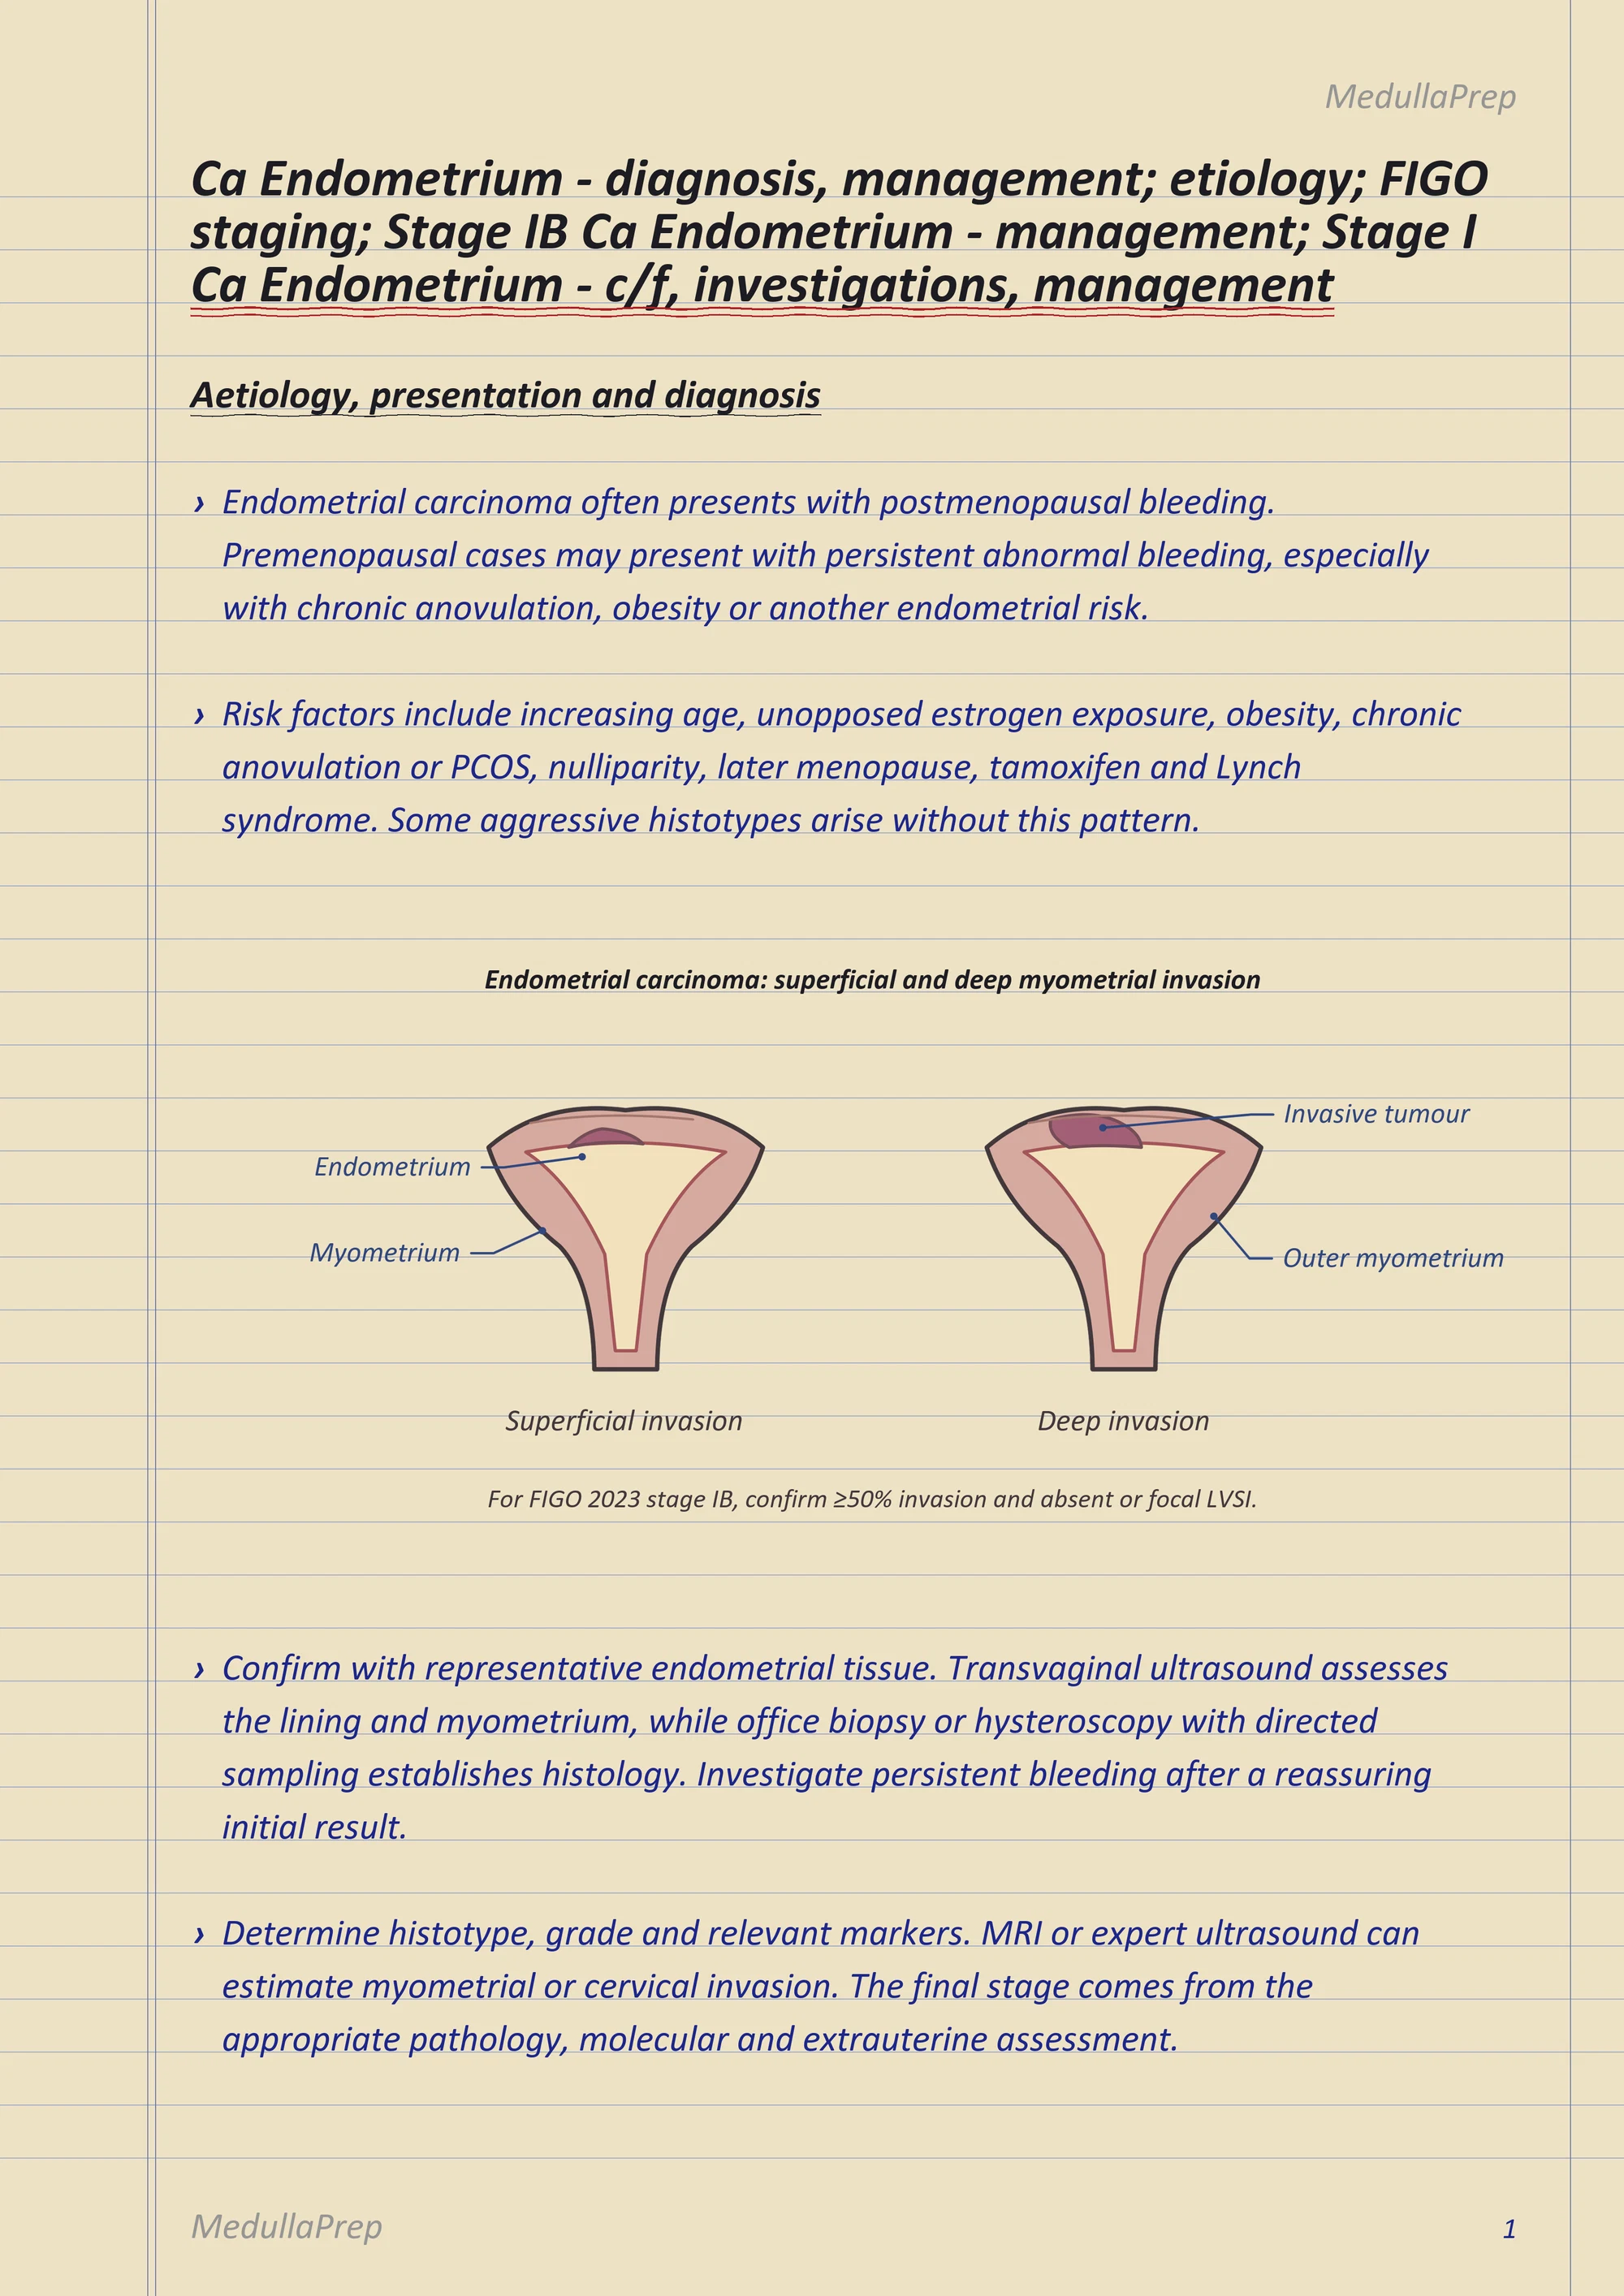 MedullaPrep
Ca Endometrium - diagnosis, management; etiology; FIGO
staging; Stage IB Ca Endometrium - management; Stage I
Ca Endometrium - c/f, investigations, management
Aetiology, presentation and diagnosis
› Endometrial carcinoma often presents with postmenopausal bleeding.
Premenopausal cases may present with persistent abnormal bleeding, especially
with chronic anovulation, obesity or another endometrial risk.
› Risk factors include increasing age, unopposed estrogen exposure, obesity, chronic
anovulation or PCOS, nulliparity, later menopause, tamoxifen and Lynch
syndrome. Some aggressive histotypes arise without this pattern.
Endometrial carcinoma: superficial and deep myometrial invasion
Invasive tumour
Endometrium
Myometrium
Outer myometrium
Superficial invasion
Deep invasion
For FIGO 2023 stage IB, confirm ≥50% invasion and absent or focal LVSI.
› Confirm with representative endometrial tissue. Transvaginal ultrasound assesses
the lining and myometrium, while office biopsy or hysteroscopy with directed
sampling establishes histology. Investigate persistent bleeding after a reassuring
initial result.
› Determine histotype, grade and relevant markers. MRI or expert ultrasound can
estimate myometrial or cervical invasion. The final stage comes from the
appropriate pathology, molecular and extrauterine assessment.
MedullaPrep
1